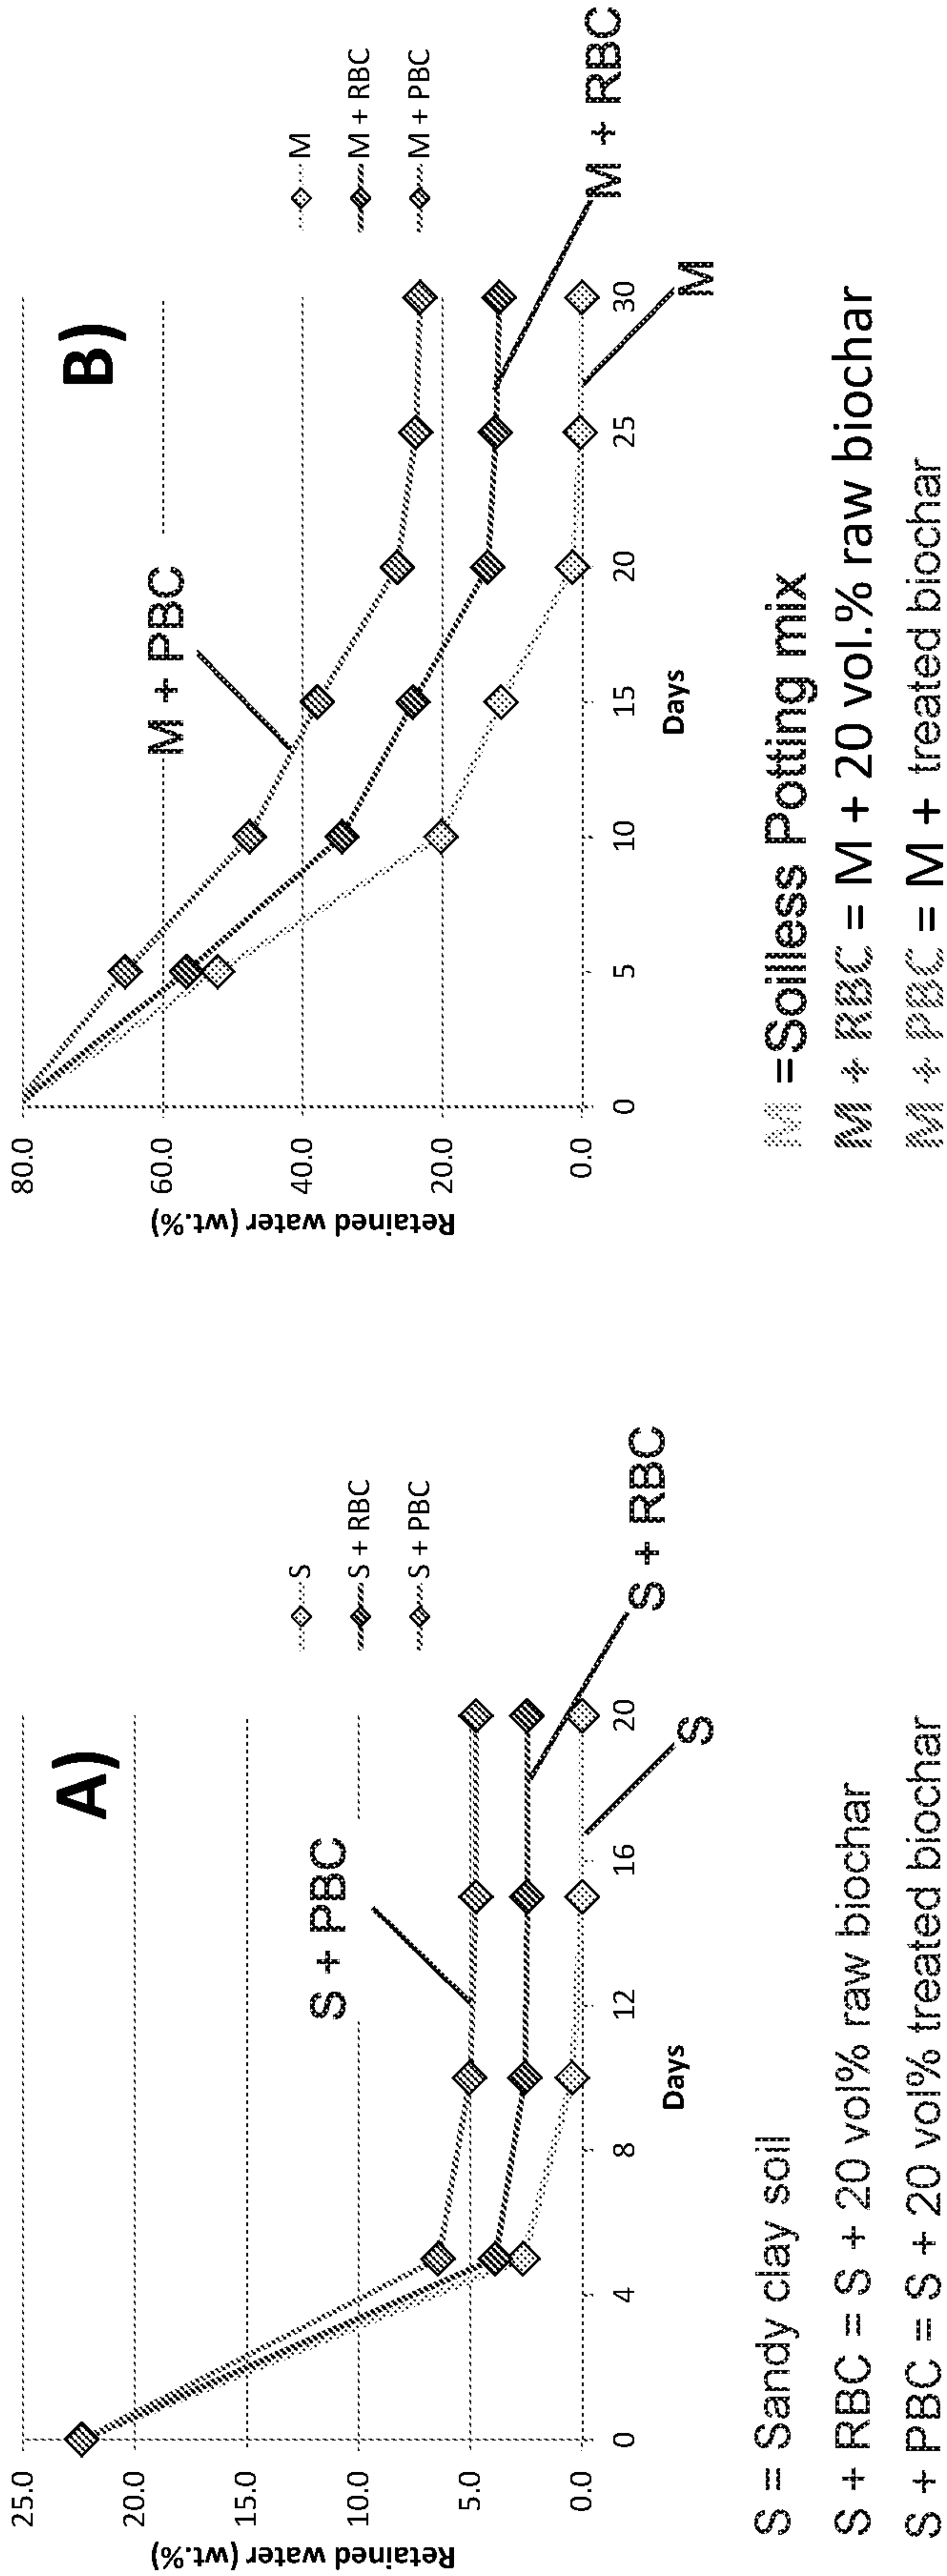 A)
25.0
20.0
15.0
10.0
5.0
0.0
Retained water (wt.%)
0 4 8 12 16 20
Days
S + PBC
S + RBC
S
S
S + RBC
S + PBC
S = Sandy clay soil
S + RBC = S + 20 vol% raw biochar
S + PBC = S + 20 vol% treated biochar
B)
80.0
60.0
40.0
20.0
0.0
Retained water (wt.%)
0 5 10 15 20 25 30
Days
M + PBC
M + RBC
M
M
M + RBC
M + PBC
M =Soilless Potting mix
M + RBC = M + 20 vol.% raw biochar
M + PBC = M + treated biochar